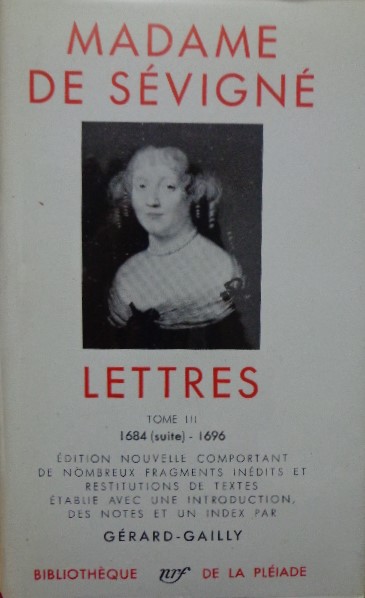 MADAME
DE SÉVIGNÉ
LETTRES
TOME III
1684 (suite) - 1696
ÉDITION NOUVELLE COMPORTANT
DE NOMBREUX FRAGMENTS INÉDITS ET
RESTITUTIONS DE TEXTES
ÉTABLIE AVEC UNE INTRODUCTION,
DES NOTES ET UN INDEX PAR
GÉRARD-GAILLY
BIBLIOTHÈQUE nrf DE LA PLÉIADE